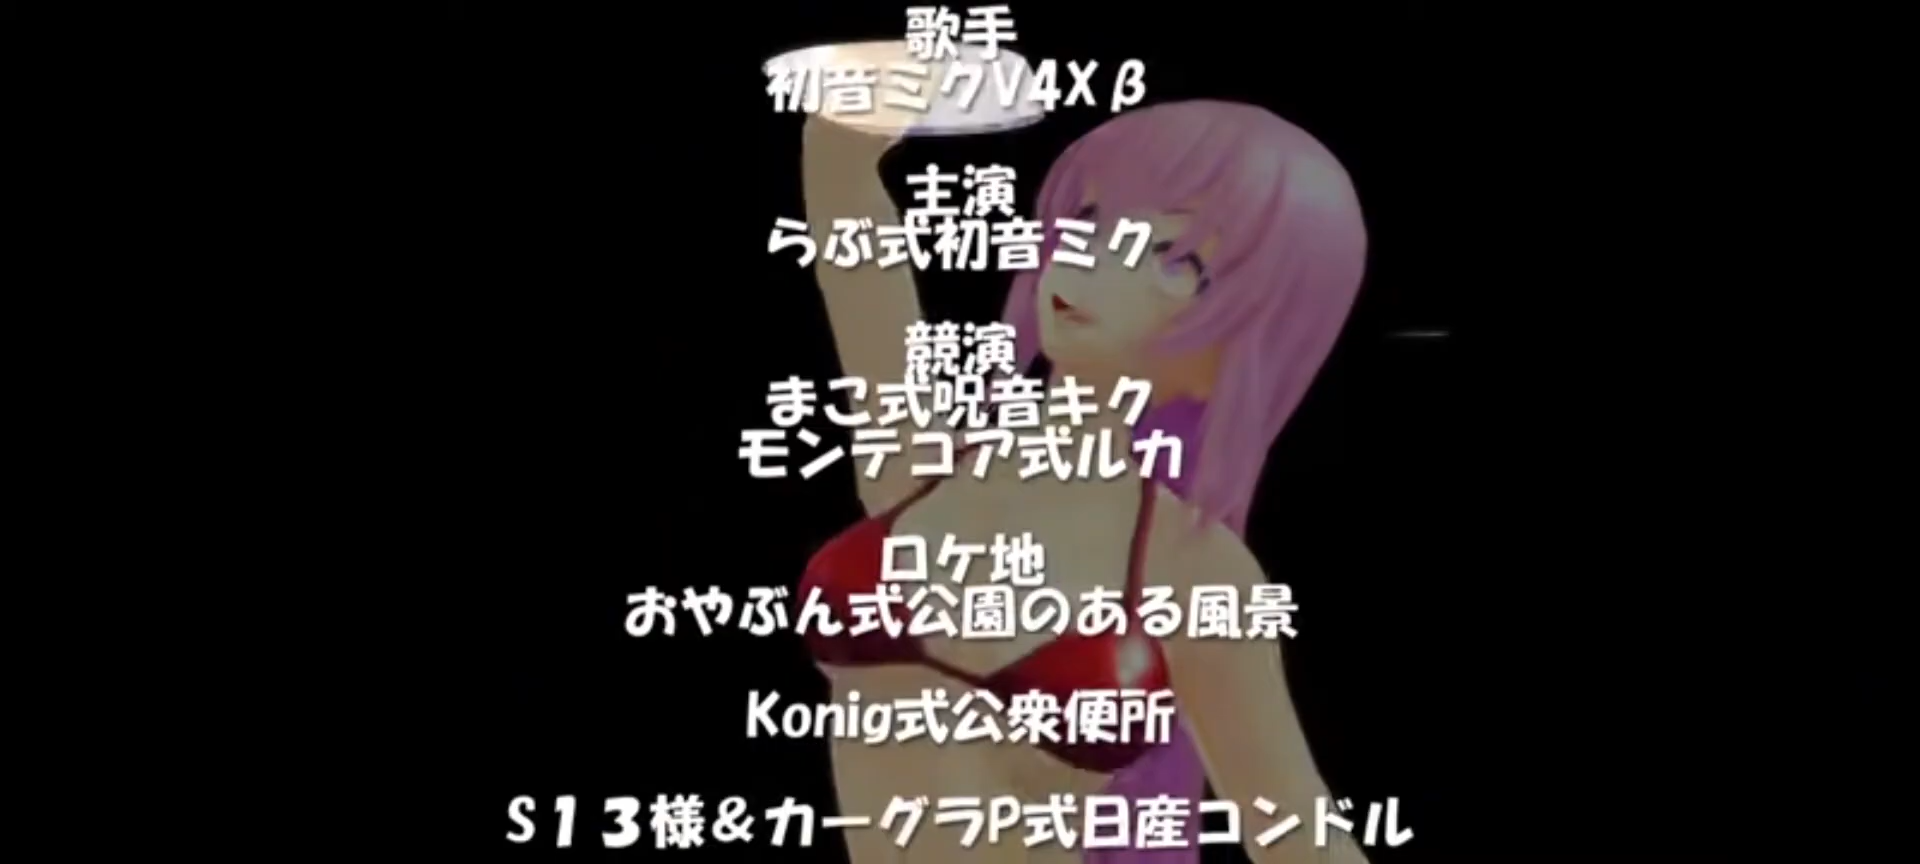 歌手
初音ミクV4Xβ
主演
らぶ式初音ミク
競演
まこ式呪音キク
モンテコア式ルカ
ロケ地
おやぶん式公園のある風景
Konig式公衆便所
S13様＆カーグラP式日産コンドル